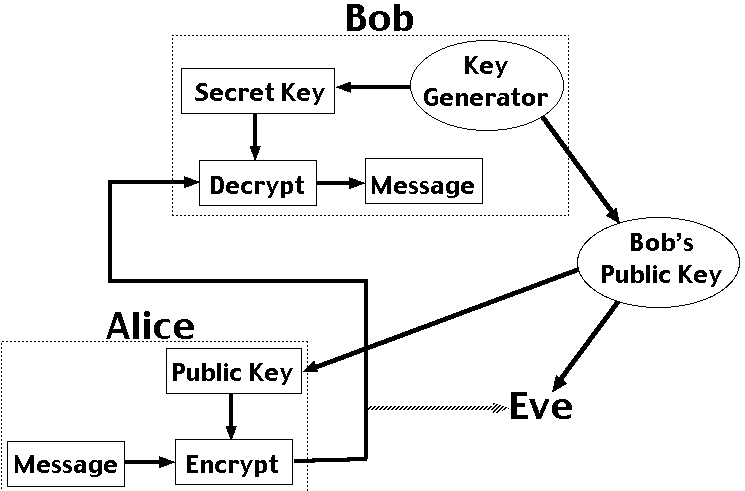 Bob
Key
Generator
Secret Key
Decrypt
Message
Bob's
Public Key
Alice
Public Key
Eve
Message
Encrypt